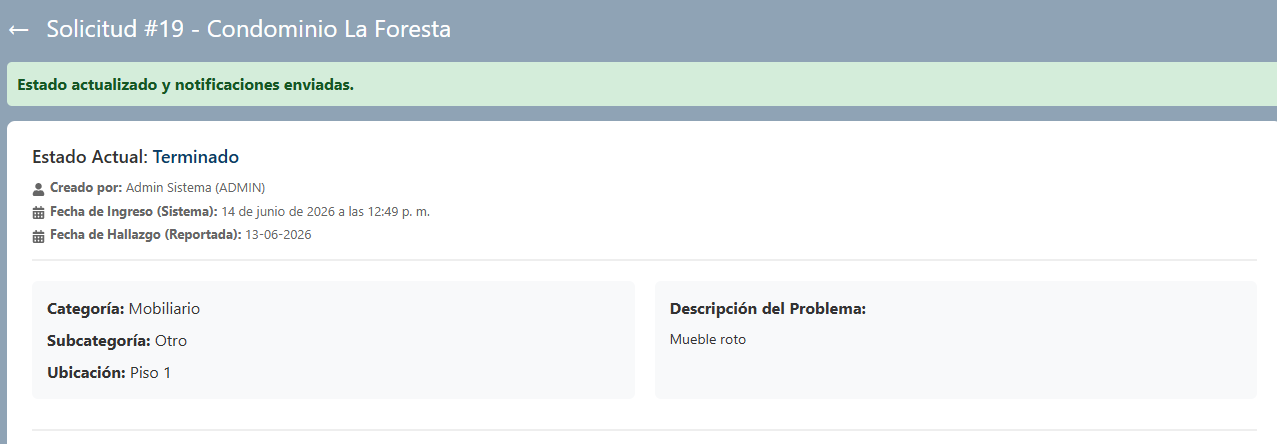 ← Solicitud #19 - Condominio La Foresta
Estado actualizado y notificaciones enviadas.
Estado Actual: Terminado
Creado por: Admin Sistema (ADMIN)
Fecha de Ingreso (Sistema): 14 de junio de 2026 a las 12:49 p. m.
Fecha de Hallazgo (Reportada): 13-06-2026
Categoría: Mobiliario
Subcategoría: Otro
Ubicación: Piso 1
Descripción del Problema:
Mueble roto